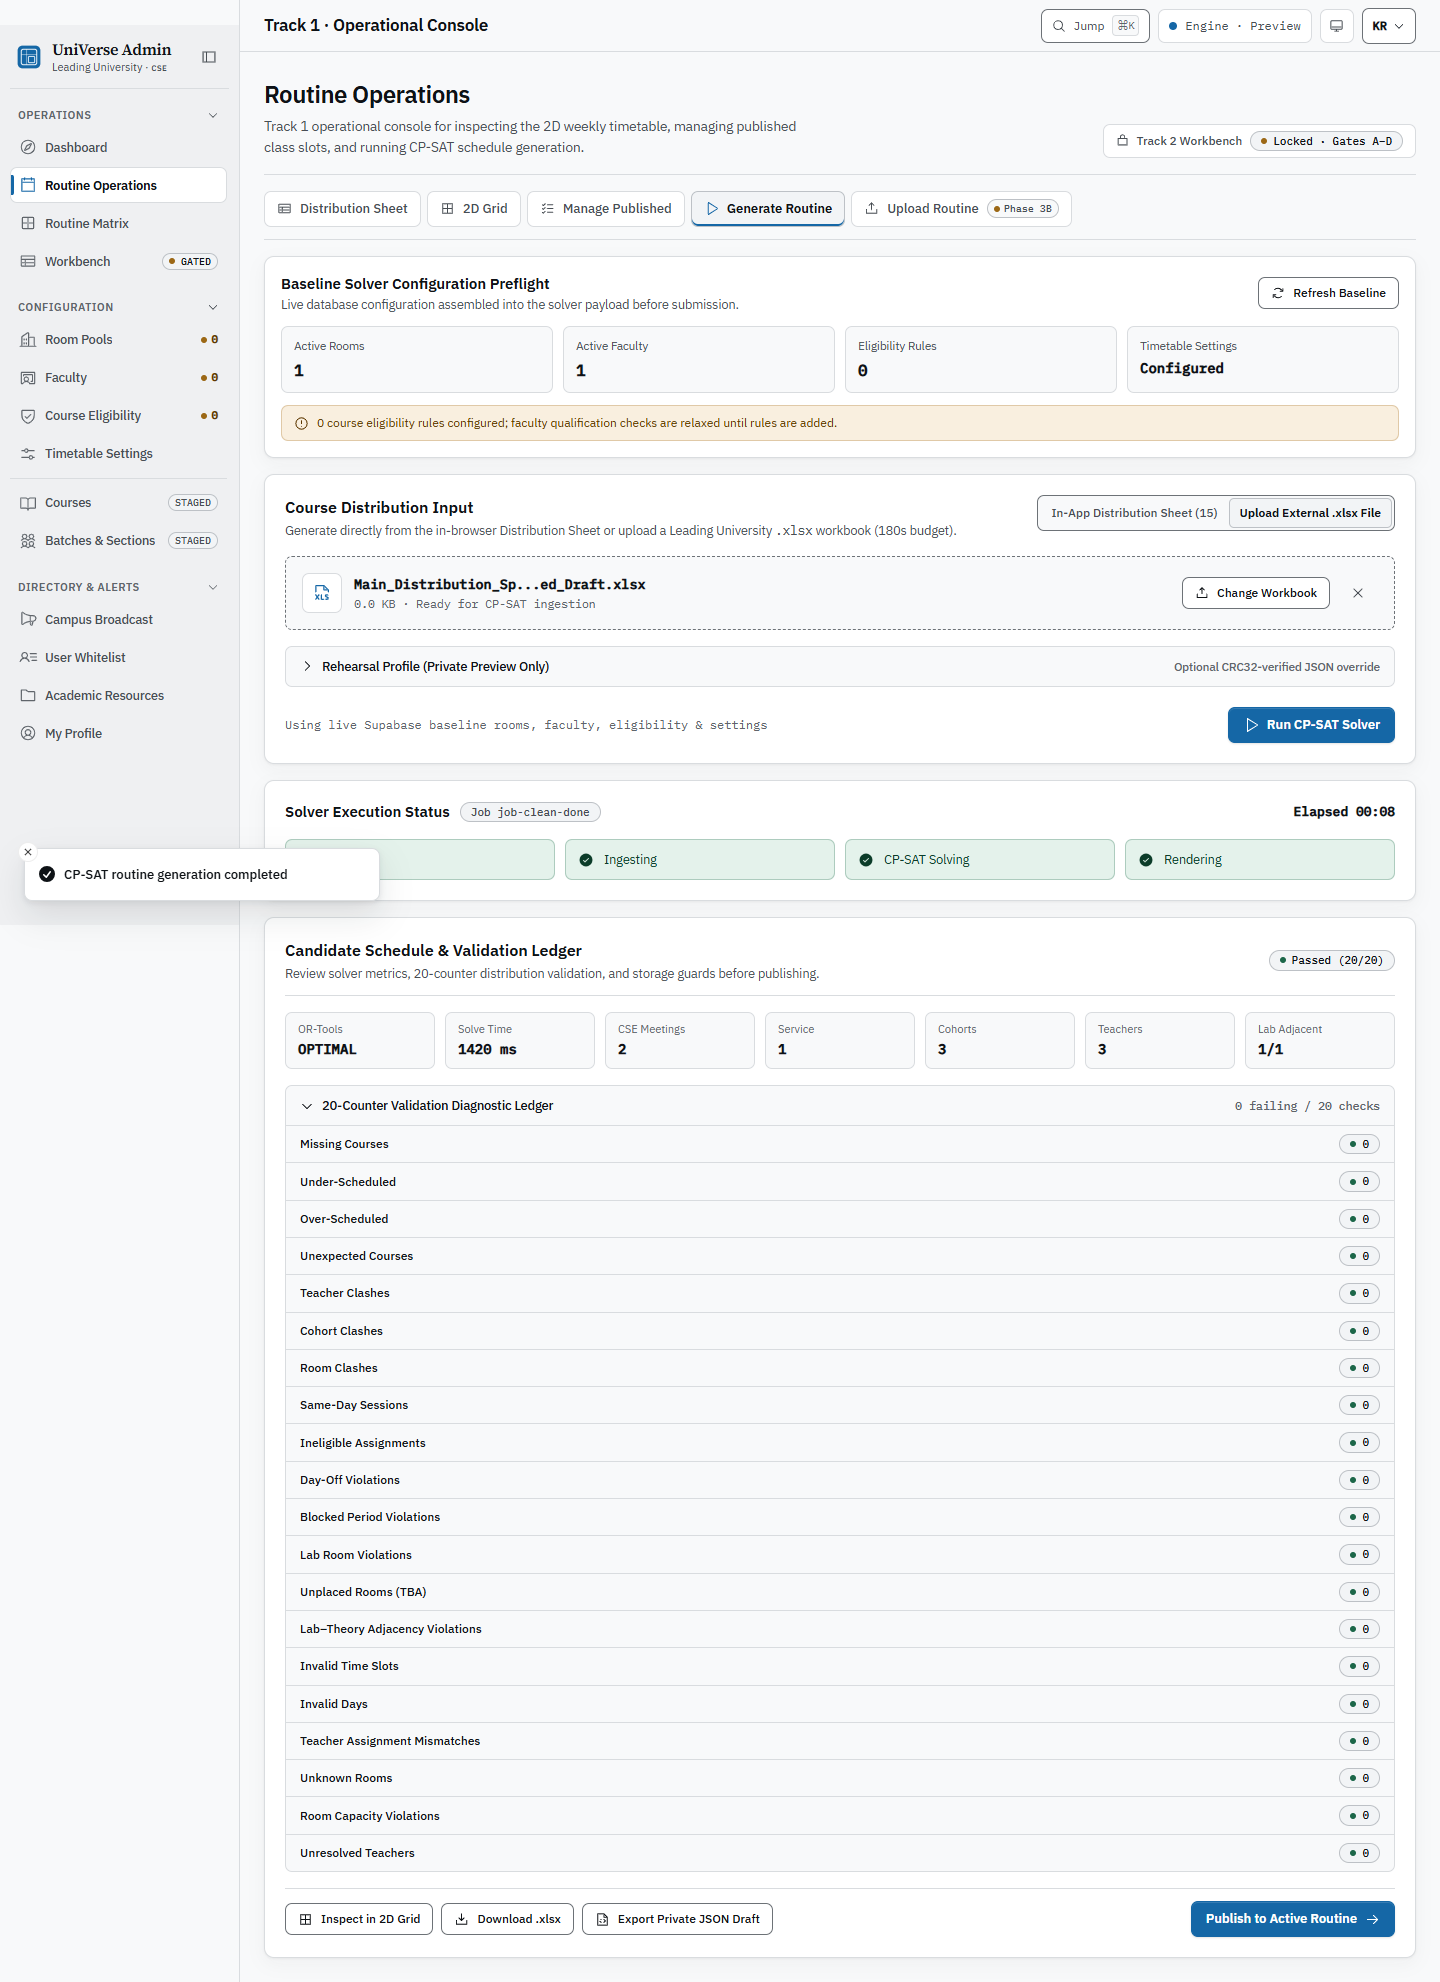 UniVerse Admin
Leading University · CSE
OPERATIONS
Dashboard
Routine Operations
Routine Matrix
Workbench
GATED
CONFIGURATION
Room Pools
0
Faculty
0
Course Eligibility
0
Timetable Settings
Courses
STAGED
Batches & Sections
STAGED
DIRECTORY & ALERTS
Campus Broadcast
User Whitelist
Academic Resources
My Profile
Track 1 · Operational Console
Jump ⌘K
Engine · Preview
KR
Routine Operations
Track 1 operational console for inspecting the 2D weekly timetable, managing published
class slots, and running CP-SAT schedule generation.
Track 2 Workbench
Locked · Gates A–D
Distribution Sheet
2D Grid
Manage Published
Generate Routine
Upload Routine
Phase 3B
Baseline Solver Configuration Preflight
Live database configuration assembled into the solver payload before submission.
Refresh Baseline
Active Rooms
1
Active Faculty
1
Eligibility Rules
0
Timetable Settings
Configured
0 course eligibility rules configured; faculty qualification checks are relaxed until rules are added.
Course Distribution Input
Generate directly from the in-browser Distribution Sheet or upload a Leading University .xlsx workbook (180s budget).
In-App Distribution Sheet (15)
Upload External .xlsx File
XLS
Main_Distribution_Sp...ed_Draft.xlsx
0.0 KB · Ready for CP-SAT ingestion
Change Workbook
Rehearsal Profile (Private Preview Only)
Optional CRC32-verified JSON override
Using live Supabase baseline rooms, faculty, eligibility & settings
Run CP-SAT Solver
Solver Execution Status
Job job-clean-done
Elapsed 00:08
Ingesting
CP-SAT Solving
Rendering
CP-SAT routine generation completed
Candidate Schedule & Validation Ledger
Review solver metrics, 20-counter distribution validation, and storage guards before publishing.
Passed (20/20)
OR-Tools
OPTIMAL
Solve Time
1420 ms
CSE Meetings
2
Service
1
Cohorts
3
Teachers
3
Lab Adjacent
1/1
20-Counter Validation Diagnostic Ledger
0 failing / 20 checks
Missing Courses
0
Under-Scheduled
0
Over-Scheduled
0
Unexpected Courses
0
Teacher Clashes
0
Cohort Clashes
0
Room Clashes
0
Same-Day Sessions
0
Ineligible Assignments
0
Day-Off Violations
0
Blocked Period Violations
0
Lab Room Violations
0
Unplaced Rooms (TBA)
0
Lab–Theory Adjacency Violations
0
Invalid Time Slots
0
Invalid Days
0
Teacher Assignment Mismatches
0
Unknown Rooms
0
Room Capacity Violations
0
Unresolved Teachers
0
Inspect in 2D Grid
Download .xlsx
Export Private JSON Draft
Publish to Active Routine